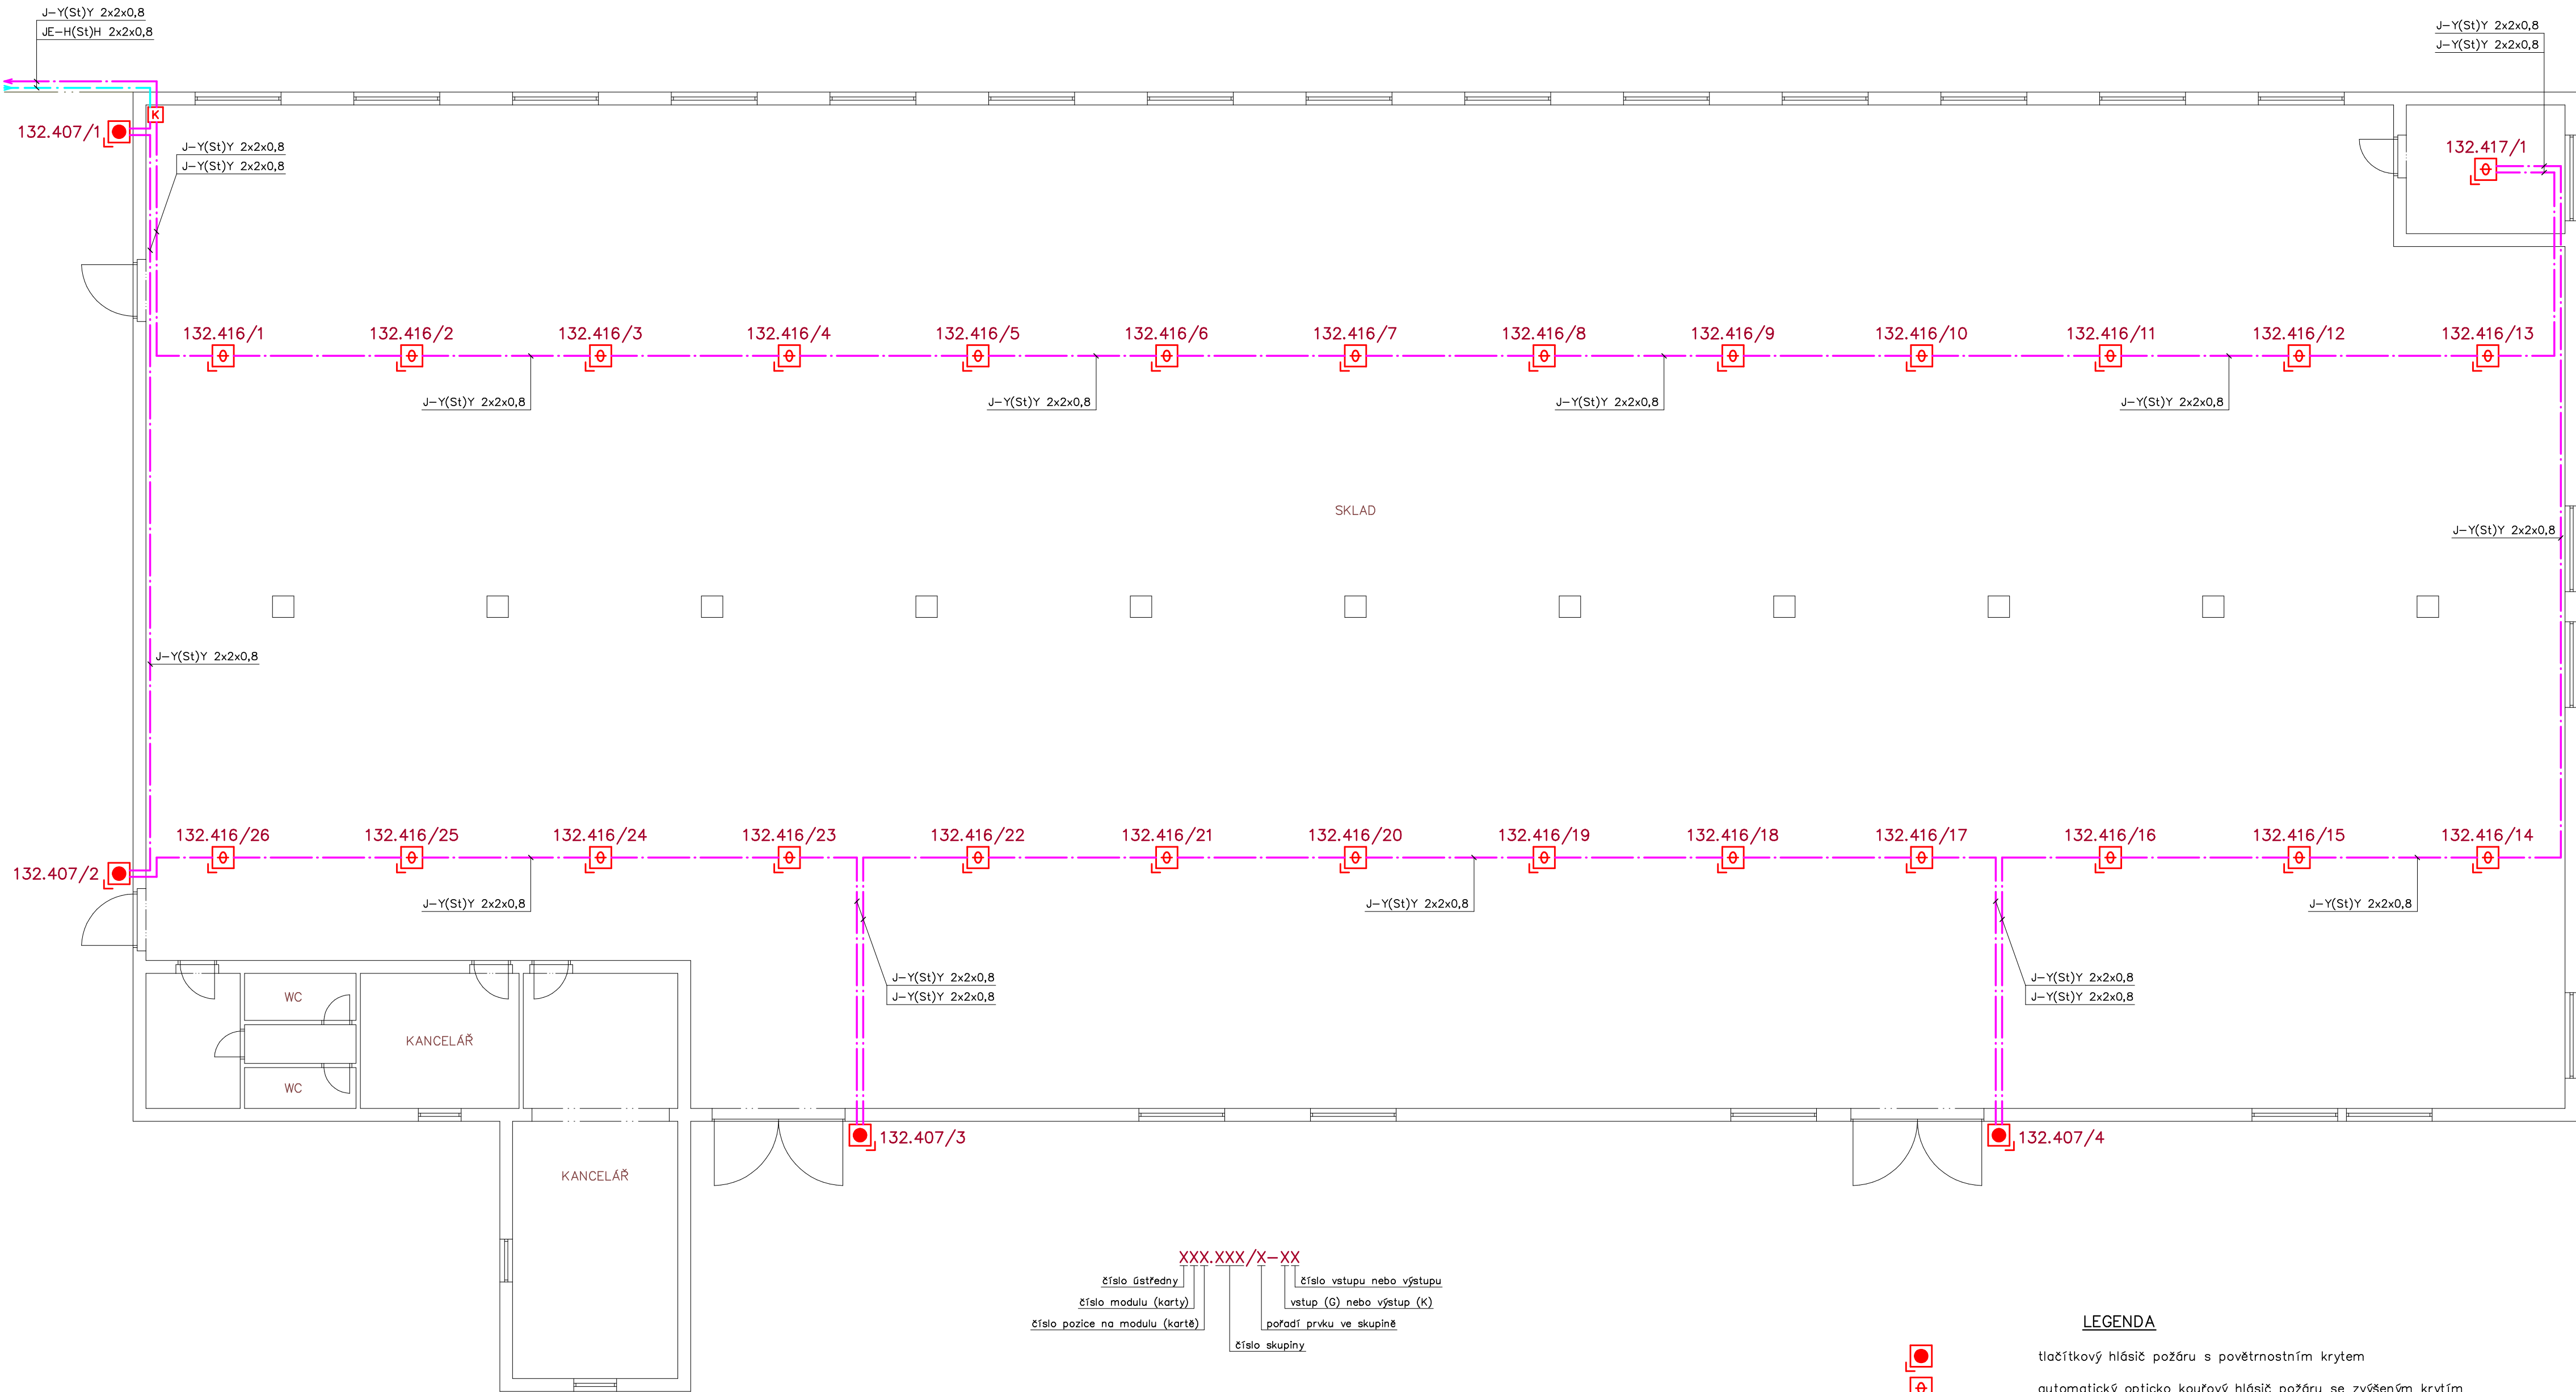 J-Y(St)Y 2x2x0,8
JE-H(St)H 2x2x0,8
J-Y(St)Y 2x2x0,8
J-Y(St)Y 2x2x0,8
K
132.407/1
J-Y(St)Y 2x2x0,8
J-Y(St)Y 2x2x0,8
132.417/1
132.416/1
132.416/2
132.416/3
132.416/4
132.416/5
132.416/6
132.416/7
132.416/8
132.416/9
132.416/10
132.416/11
132.416/12
132.416/13
J-Y(St)Y 2x2x0,8
J-Y(St)Y 2x2x0,8
J-Y(St)Y 2x2x0,8
J-Y(St)Y 2x2x0,8
SKLAD
J-Y(St)Y 2x2x0,8
J-Y(St)Y 2x2x0,8
132.416/26
132.416/25
132.416/24
132.416/23
132.416/22
132.416/21
132.416/20
132.416/19
132.416/18
132.416/17
132.416/16
132.416/15
132.416/14
132.407/2
J-Y(St)Y 2x2x0,8
J-Y(St)Y 2x2x0,8
J-Y(St)Y 2x2x0,8
J-Y(St)Y 2x2x0,8
J-Y(St)Y 2x2x0,8
J-Y(St)Y 2x2x0,8
J-Y(St)Y 2x2x0,8
WC
KANCELÁŘ
WC
132.407/3
132.407/4
KANCELÁŘ
XXX.XXX/X-XX
číslo ústředny
číslo vstupu nebo výstupu
číslo modulu (karty)
vstup (G) nebo výstup (K)
číslo pozice na modulu (kartě)
pořadí prvku ve skupině
číslo skupiny
LEGENDA
tlačítkový hlásič požáru s povětrnostním krytem
automatický opticko kouřový hlásič požáru se zvýšeným krytím